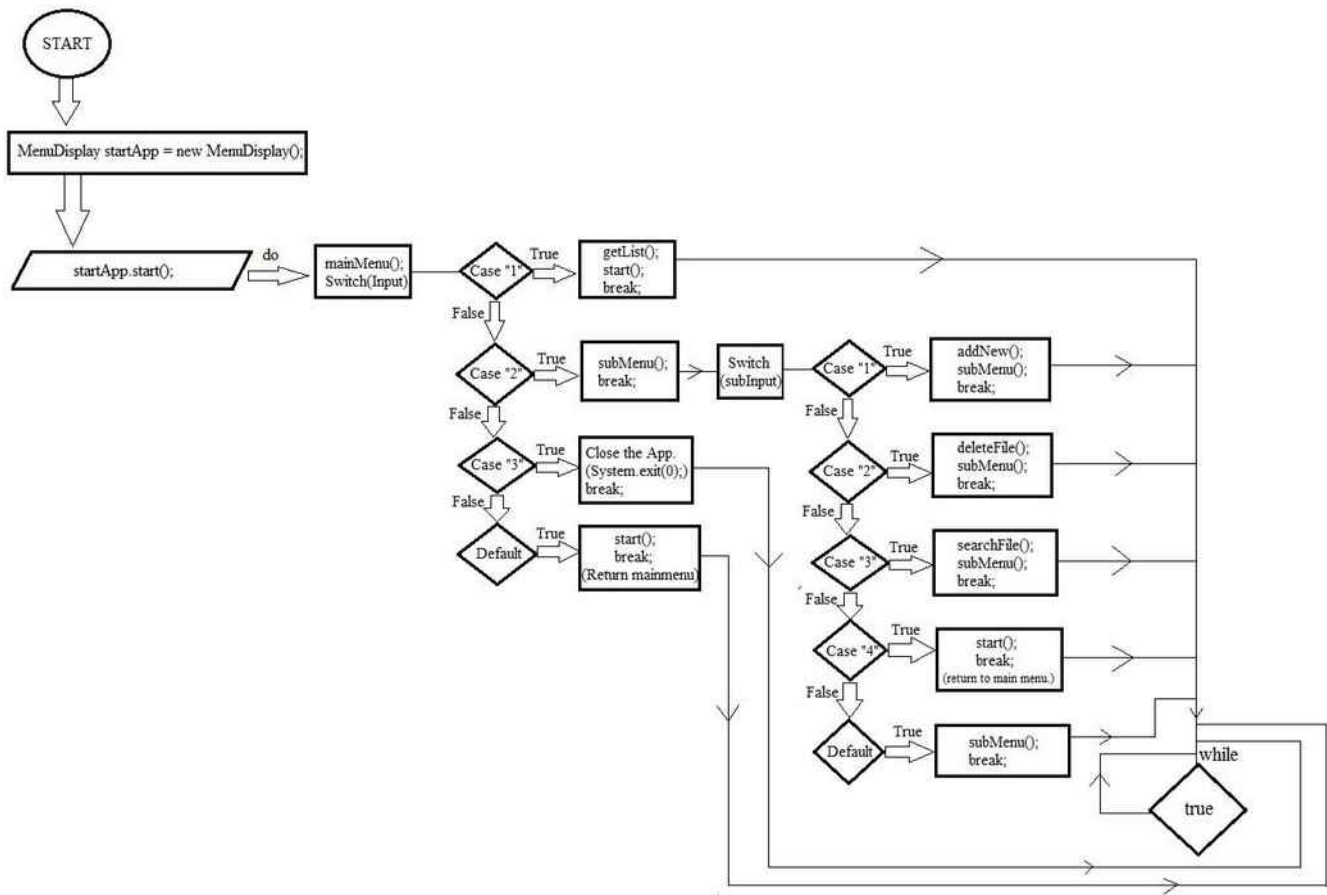 START
MenuDisplay startApp = new MenuDisplay();
startApp.start();
do
mainMenu();
Switch(Input)
Case "1"
True
getList();
start();
break;
False
Case "2"
True
subMenu();
break;
Switch
(subInput)
Case "1"
True
addNew();
subMenu();
break;
False
False
Case "3"
True
Close the App.
(System.exit(0);)
break;
Case "2"
True
deleteFile();
subMenu();
break;
False
False
Default
True
start();
break;
(Return mainmenu)
Case "3"
True
searchFile();
subMenu();
break;
False
Case "4"
True
start();
break;
(return to main menu.)
False
Default
True
subMenu();
break;
while
true